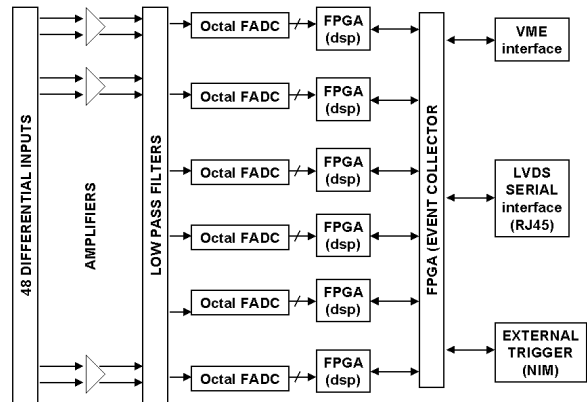 48 DIFFERENTIAL INPUTS
AMPLIFIERS
LOW PASS FILTERS
Octal FADC
FPGA
(dsp)
Octal FADC
FPGA
(dsp)
Octal FADC
FPGA
(dsp)
Octal FADC
FPGA
(dsp)
Octal FADC
FPGA
(dsp)
Octal FADC
FPGA
(dsp)
FPGA (EVENT COLLECTOR
VME
interface
LVDS
SERIAL
interface
(RJ45)
EXTERNAL
TRIGGER
(NIM)